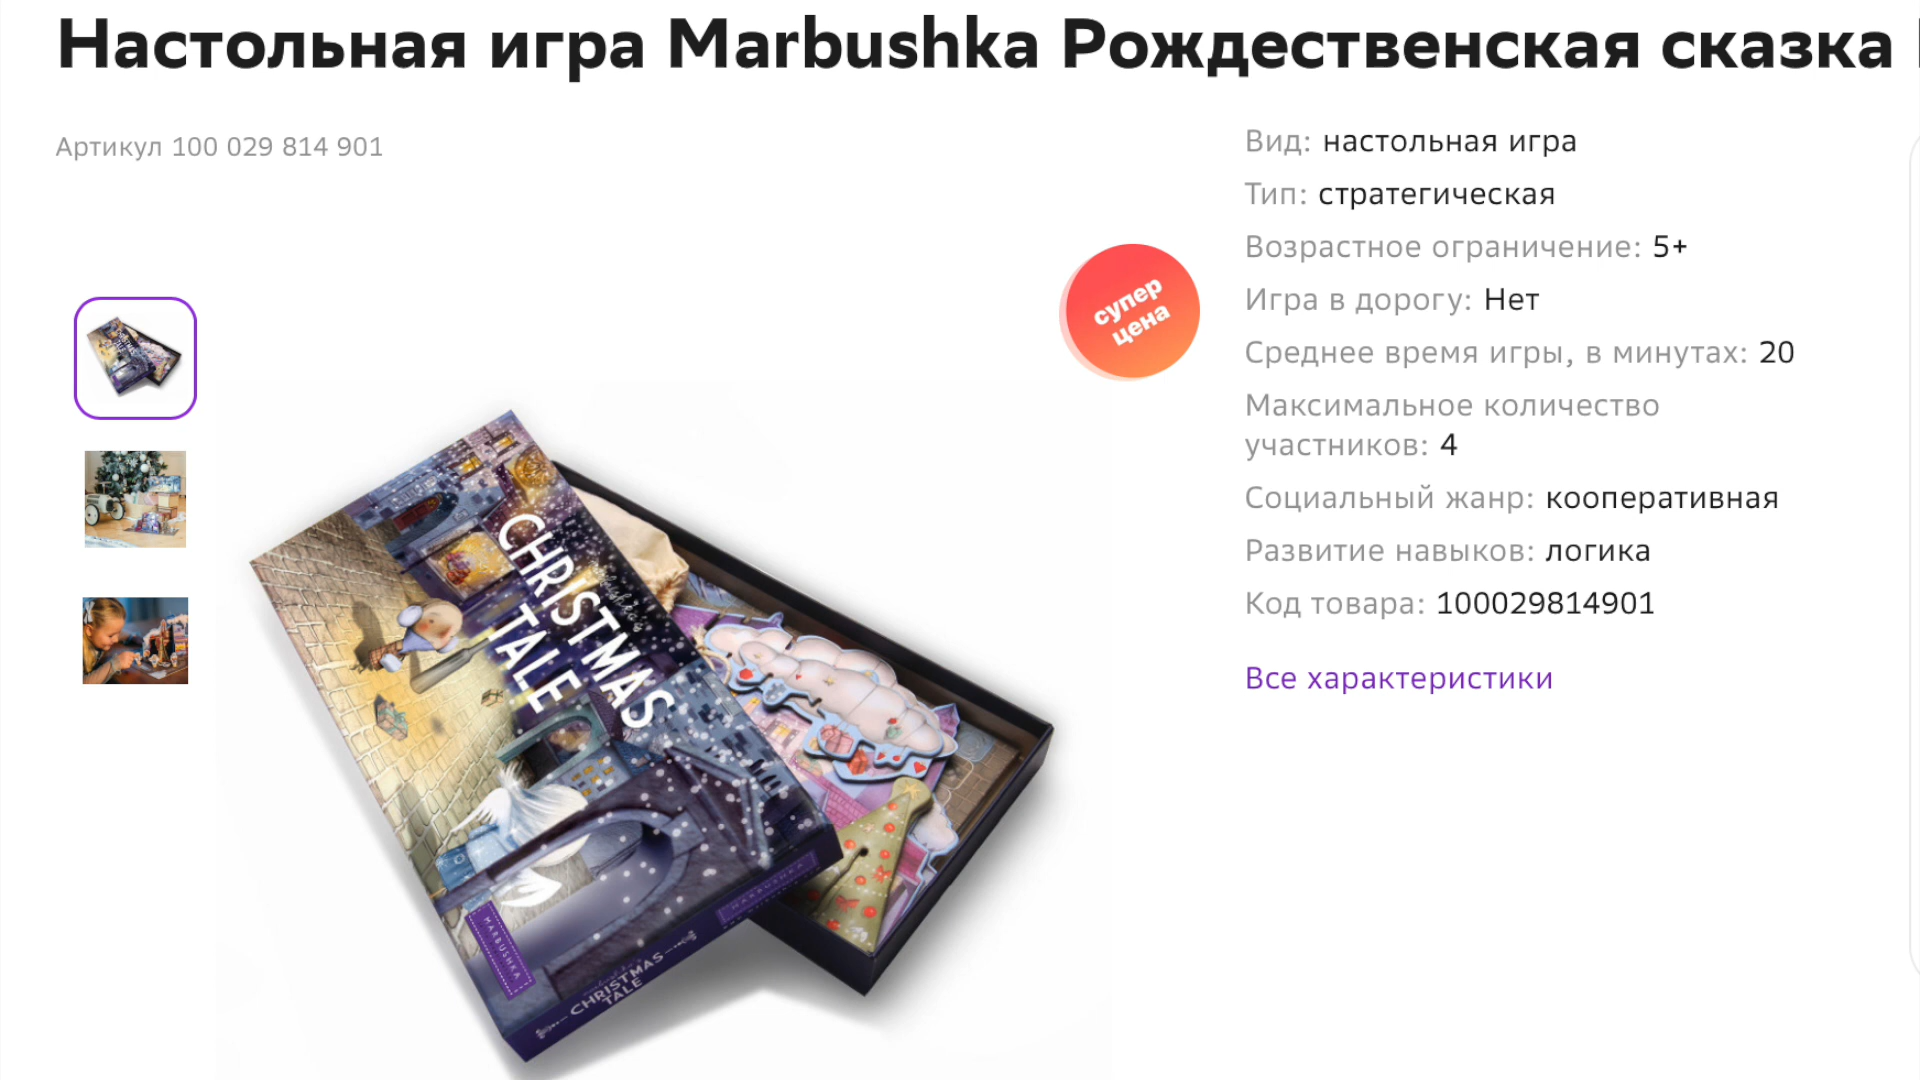 Настольная игра Marbushka Рождественская сказка
Артикул 100 029 814 901
супер
цена
CHRISTMAS
TALE
MARBUSHKA
MARBUSHKA
CHRISTMAS
TALE
Вид: настольная игра
Тип: стратегическая
Возрастное ограничение: 5+
Игра в дорогу: Нет
Среднее время игры, в минутах: 20
Максимальное количество
участников: 4
Социальный жанр: кооперативная
Развитие навыков: логика
Код товара: 100029814901
Все характеристики